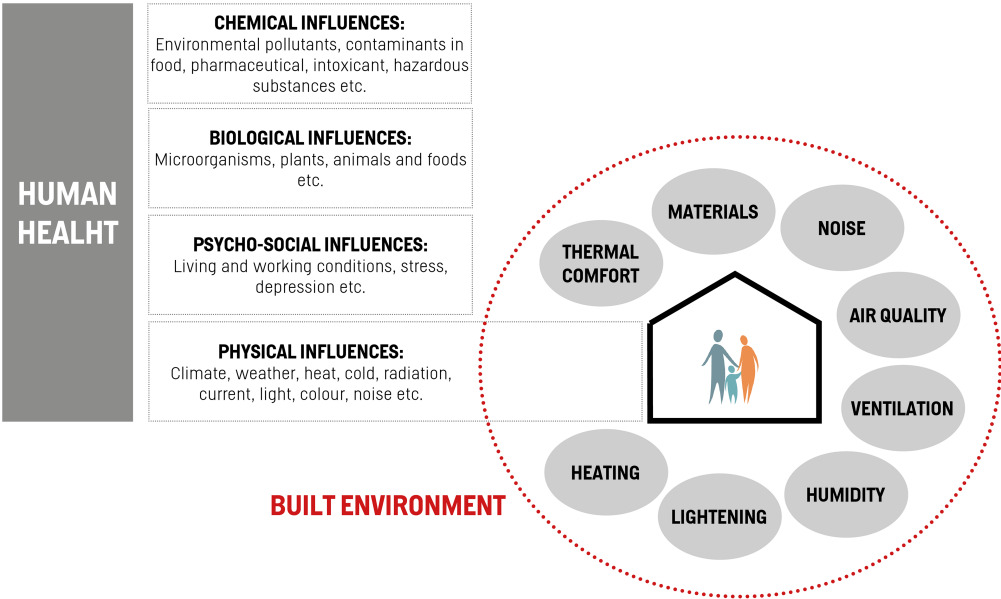 HUMAN
HEALHT
CHEMICAL INFLUENCES:
Environmental pollutants, contaminants in
food, pharmaceutical, intoxicant, hazardous
substances etc.
BIOLOGICAL INFLUENCES:
Microorganisms, plants, animals and foods
etc.
PSYCHO-SOCIAL INFLUENCES:
Living and working conditions, stress,
depression etc.
PHYSICAL INFLUENCES:
Climate, weather, heat, cold, radiation,
current, light, colour, noise etc.
BUILT ENVIRONMENT
THERMAL
COMFORT
MATERIALS
NOISE
AIR QUALITY
VENTILATION
HUMIDITY
LIGHTENING
HEATING